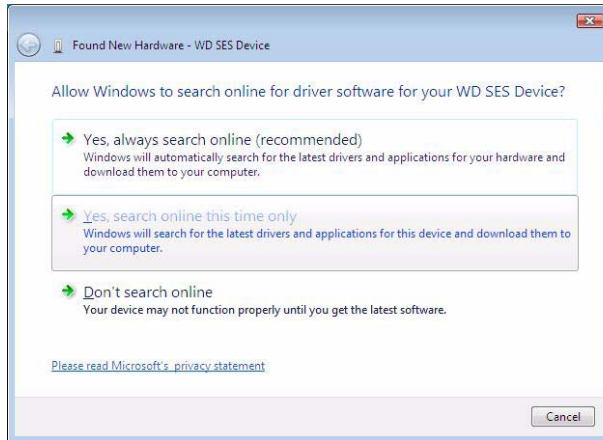 Found New Hardware - WD SES Device
Allow Windows to search online for driver software for your WD SES Device?
Yes, always search online (recommended)
Windows will automatically search for the latest drivers and applications for your hardware and
download them to your computer.
Yes, search online this time only
Windows will search for the latest drivers and applications for this device and download them to
your computer.
Don't search online
Your device may not function properly until you get the latest software.
Please read Microsoft's privacy statement
Cancel